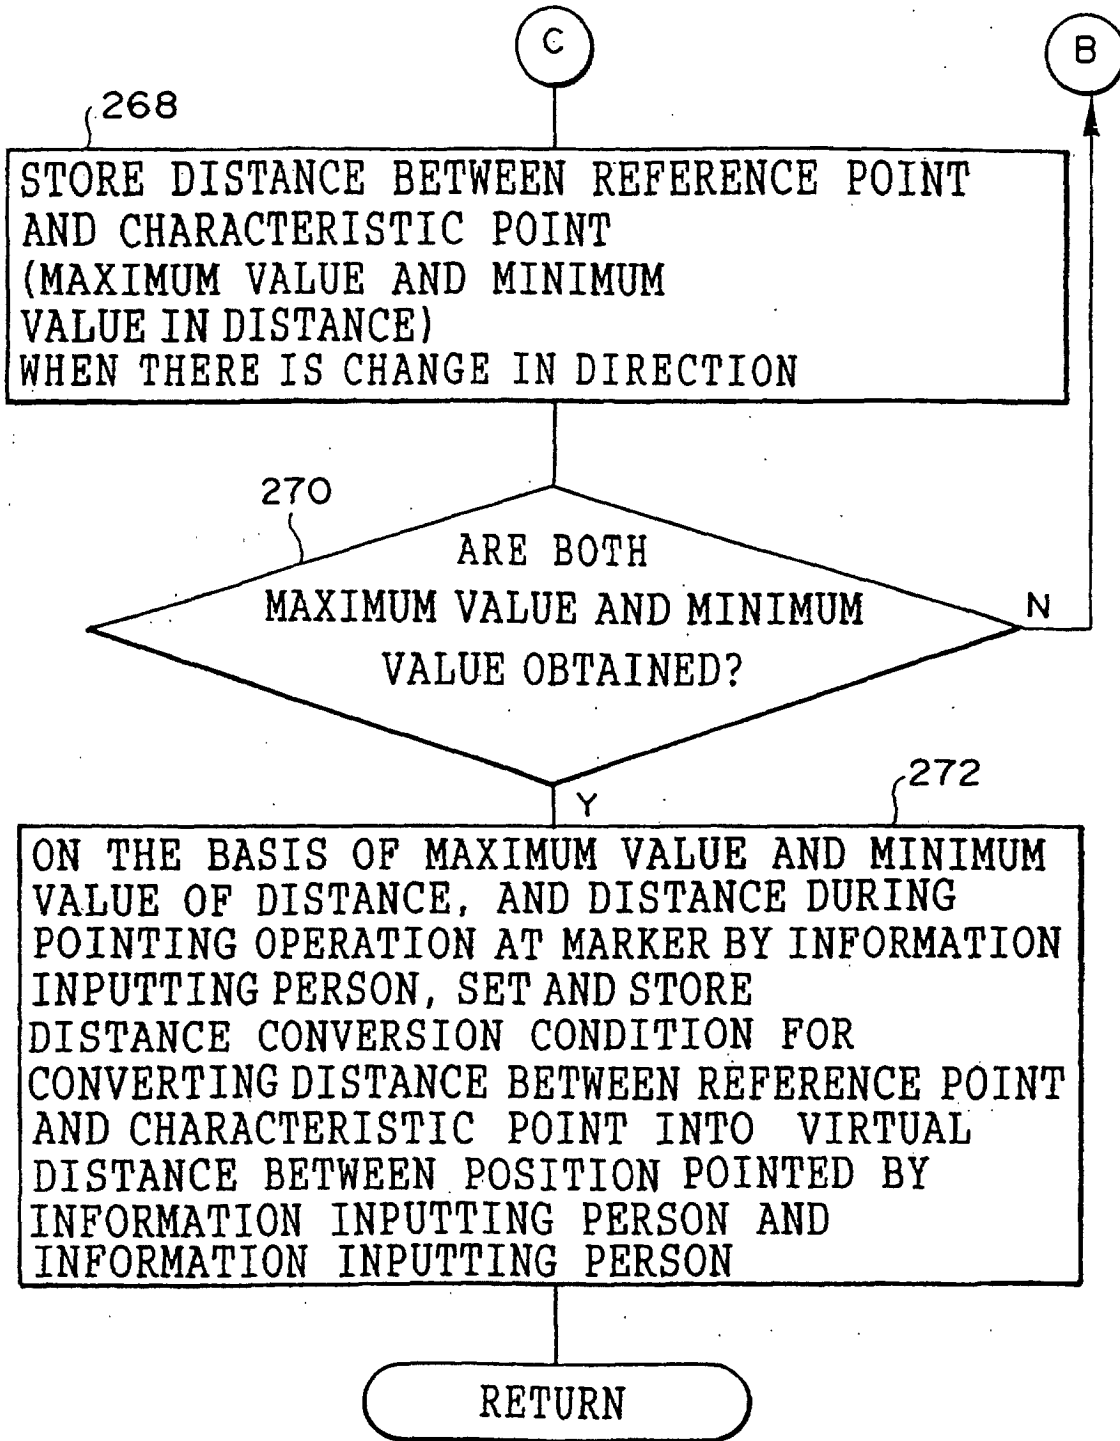 C
B
268
STORE DISTANCE BETWEEN REFERENCE POINT
AND CHARACTERISTIC POINT
(MAXIMUM VALUE AND MINIMUM
VALUE IN DISTANCE)
WHEN THERE IS CHANGE IN DIRECTION
270
ARE BOTH
MAXIMUM VALUE AND MINIMUM
VALUE OBTAINED?
N
Y
272
ON THE BASIS OF MAXIMUM VALUE AND MINIMUM
VALUE OF DISTANCE, AND DISTANCE DURING
POINTING OPERATION AT MARKER BY INFORMATION
INPUTTING PERSON, SET AND STORE
DISTANCE CONVERSION CONDITION FOR
CONVERTING DISTANCE BETWEEN REFERENCE POINT
AND CHARACTERISTIC POINT INTO VIRTUAL
DISTANCE BETWEEN POSITION POINTED BY
INFORMATION INPUTTING PERSON AND
INFORMATION INPUTTING PERSON
RETURN